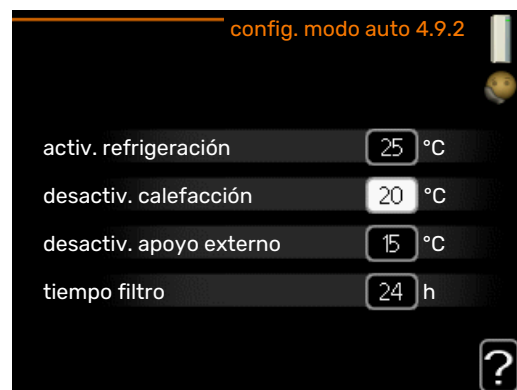 config. modo auto 4.9.2
activ. refrigeración 25 °C
desactiv. calefacción 20 °C
desactiv. apoyo externo 15 °C
tiempo filtro 24 h
?